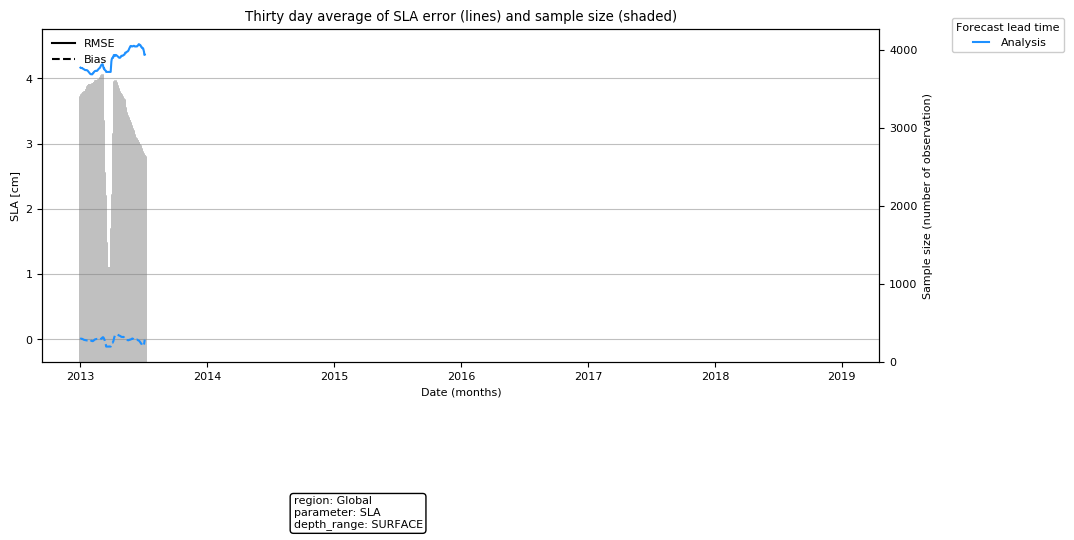 Thirty day average of SLA error (lines) and sample size (shaded)
Forecast lead time
Analysis
RMSE
Bias
SLA [cm]
4
3
2
1
0
4000
3000
2000
1000
0
Sample size (number of observation)
2013 2014 2015 2016 2017 2018 2019
Date (months)
region: Global
parameter: SLA
depth_range: SURFACE